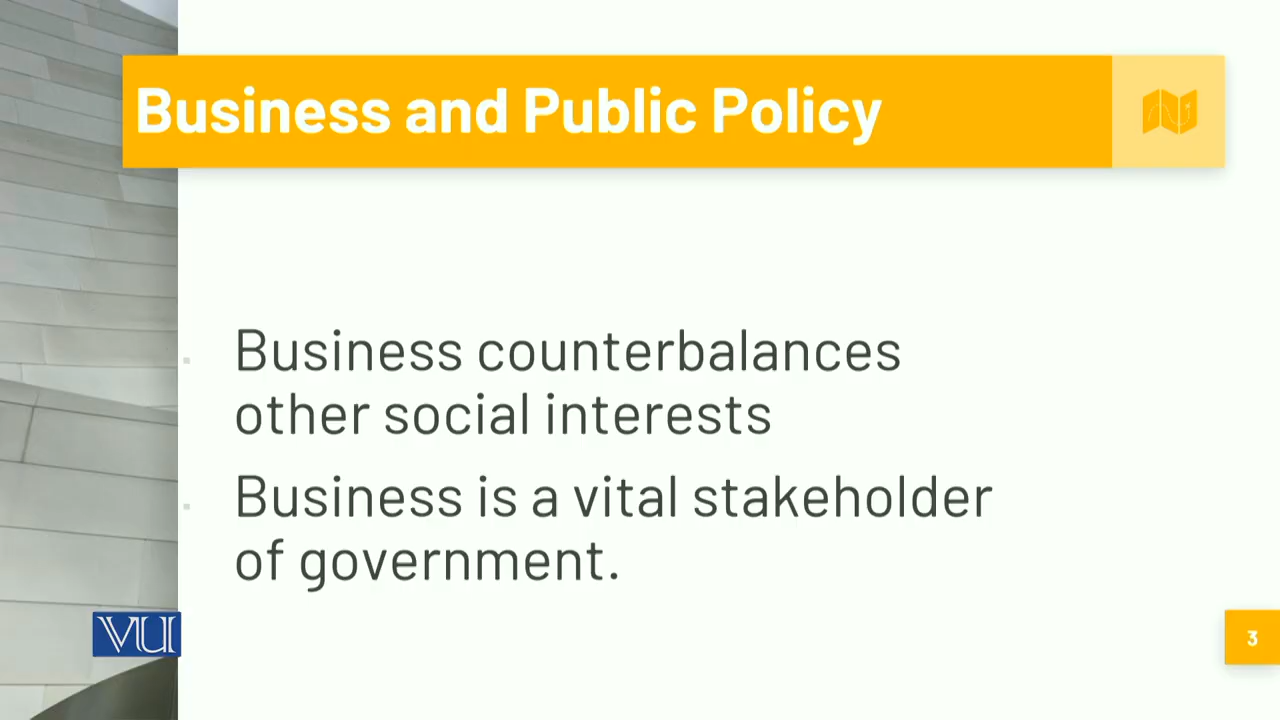 Business and Public Policy
Business counterbalances
other social interests
Business is a vital stakeholder
of government.
VU
3